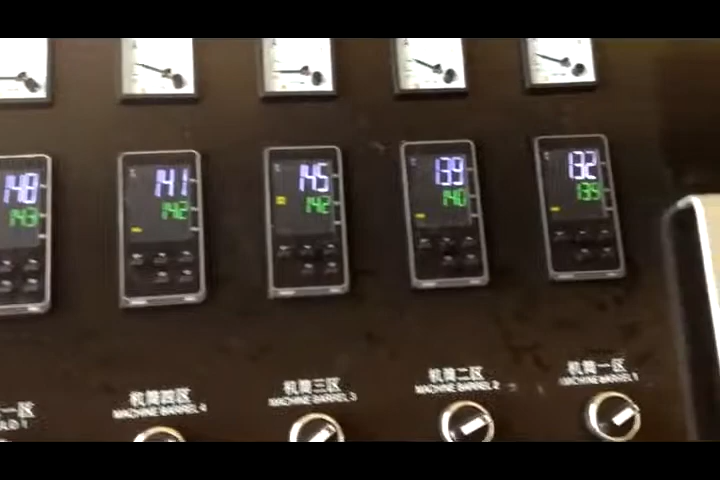 148 141 145 139 132
143 142 142 140 135
一区 机筒四区 机筒三区 机筒二区 机筒一区
MACHINE BARREL 4 MACHINE BARREL 3 MACHINE BARREL 2 MACHINE BARREL 1